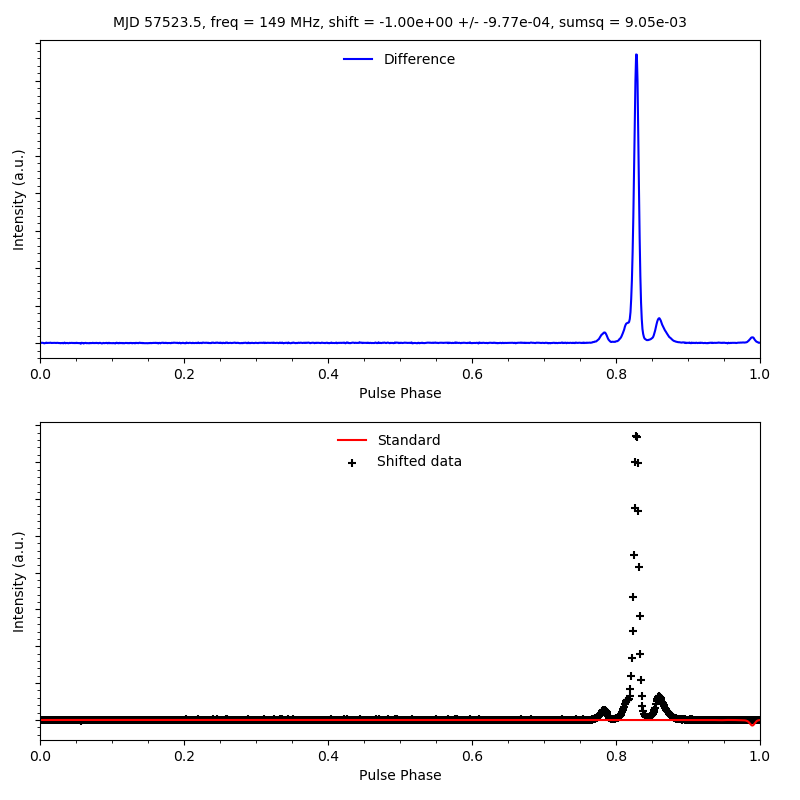 MJD 57523.5, freq = 149 MHz, shift = -1.00e+00 +/- -9.77e-04, sumsq = 9.05e-03
Difference
Intensity (a.u.)
0.0 0.2 0.4 0.6 0.8 1.0
Pulse Phase
Standard
Shifted data
Intensity (a.u.)
0.0 0.2 0.4 0.6 0.8 1.0
Pulse Phase